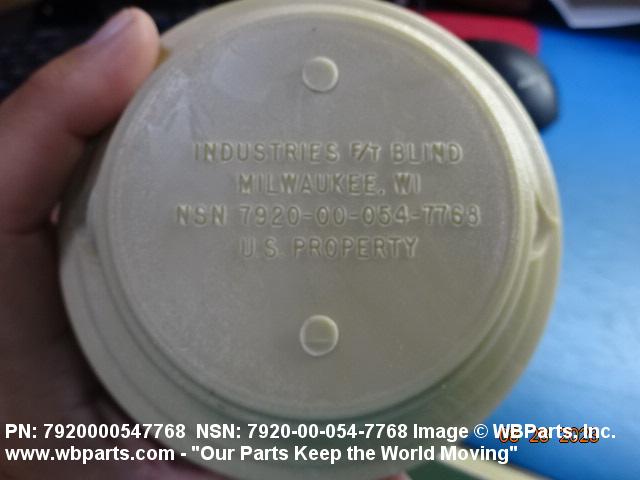 INDUSTRIES F/T BLIND
MILWAUKEE, WI
NSN 7920-00-054-7768
U.S. PROPERTY
PN: 7920000547768 NSN: 7920-00-054-7768 Image © WBParts, Inc.
www.wbparts.com - "Our Parts Keep the World Moving"